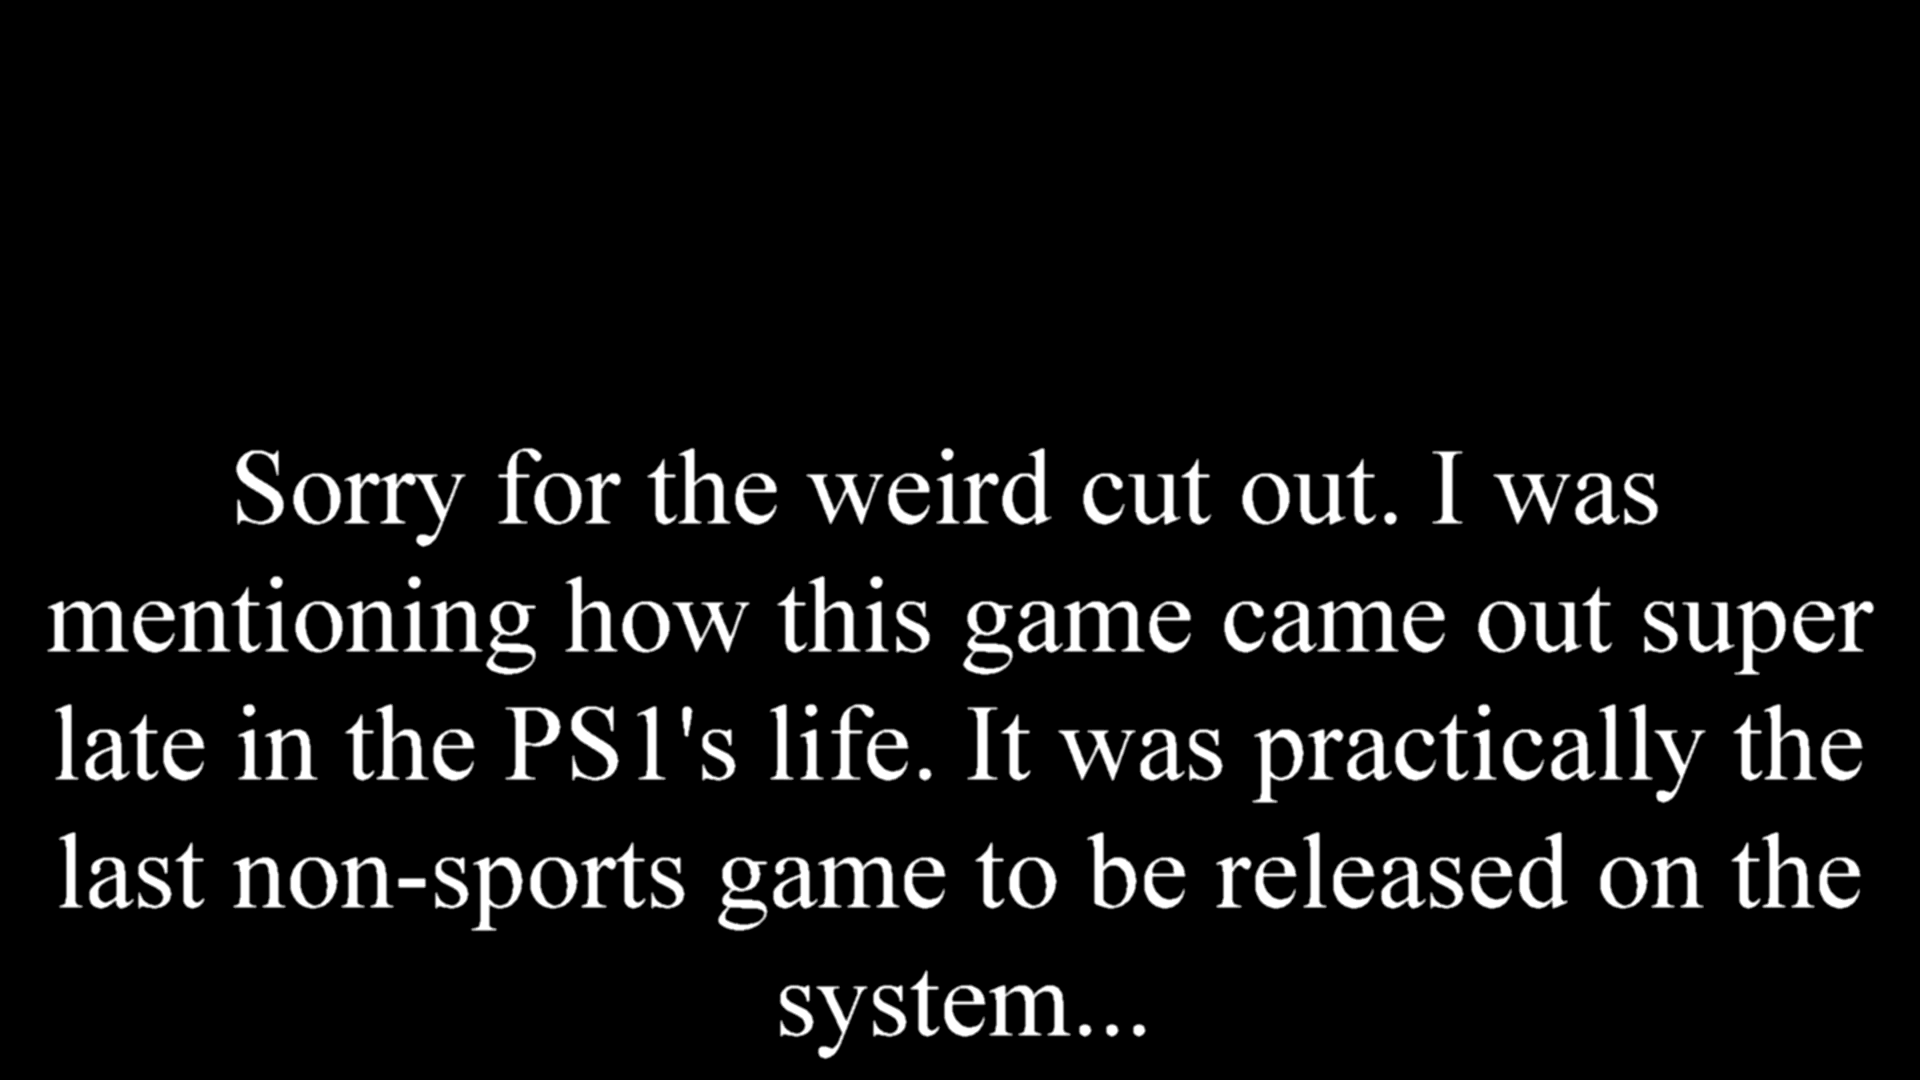 Sorry for the weird cut out. I was
mentioning how this game came out super
late in the PS1's life. It was practically the
last non-sports game to be released on the
system...